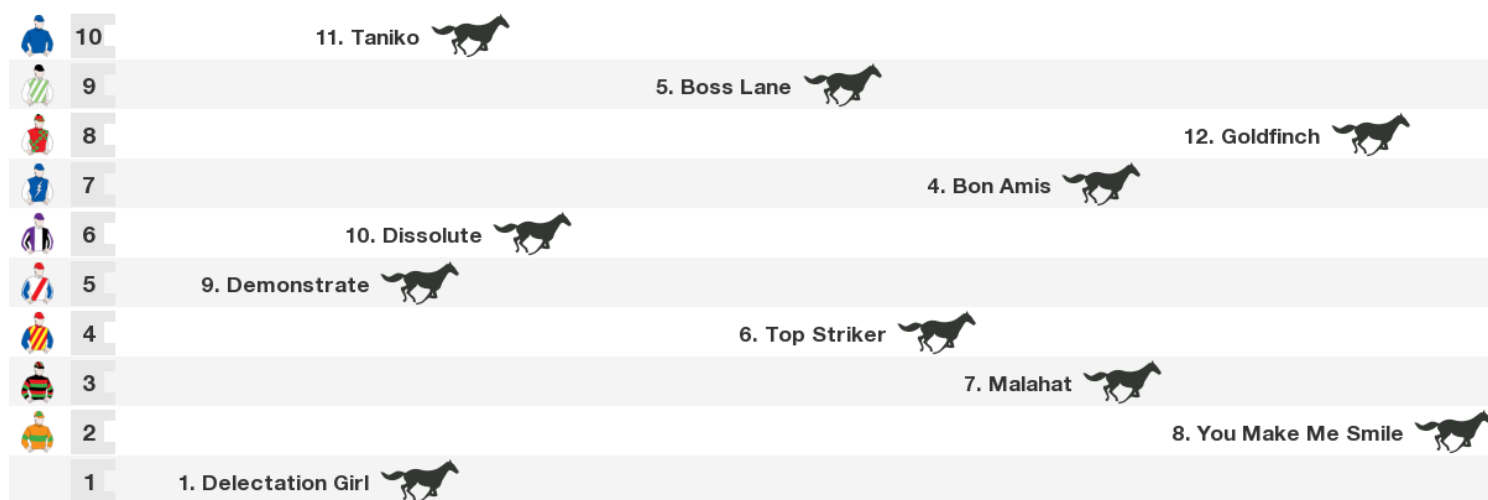 10 11. Taniko
9 5. Boss Lane
8 12. Goldfinch
7 4. Bon Amis
6 10. Dissolute
5 9. Demonstrate
4 6. Top Striker
3 7. Malahat
2 8. You Make Me Smile
1 1. Delectation Girl